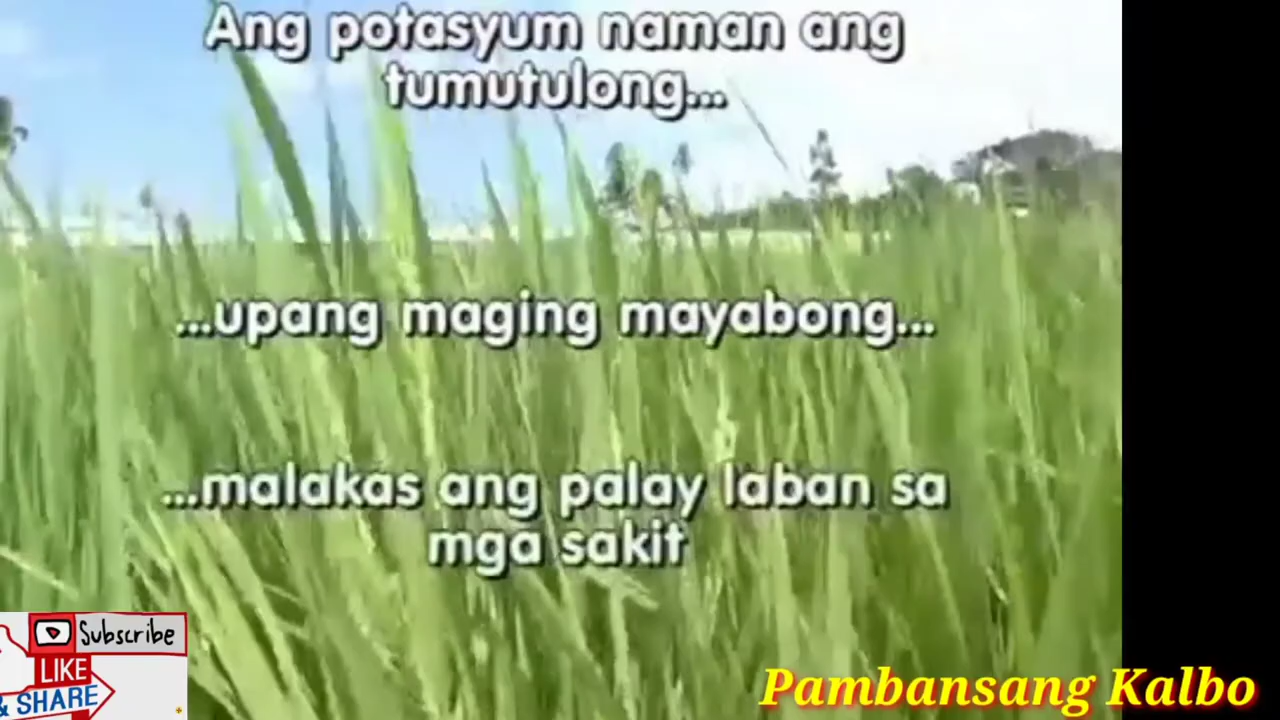 Ang potasyum naman ang
tumutulong...
...upang maging mayabong...
...malakas ang palay laban sa
mga sakit
Subscribe
LIKE
& SHARE
Pambansang Kalbo